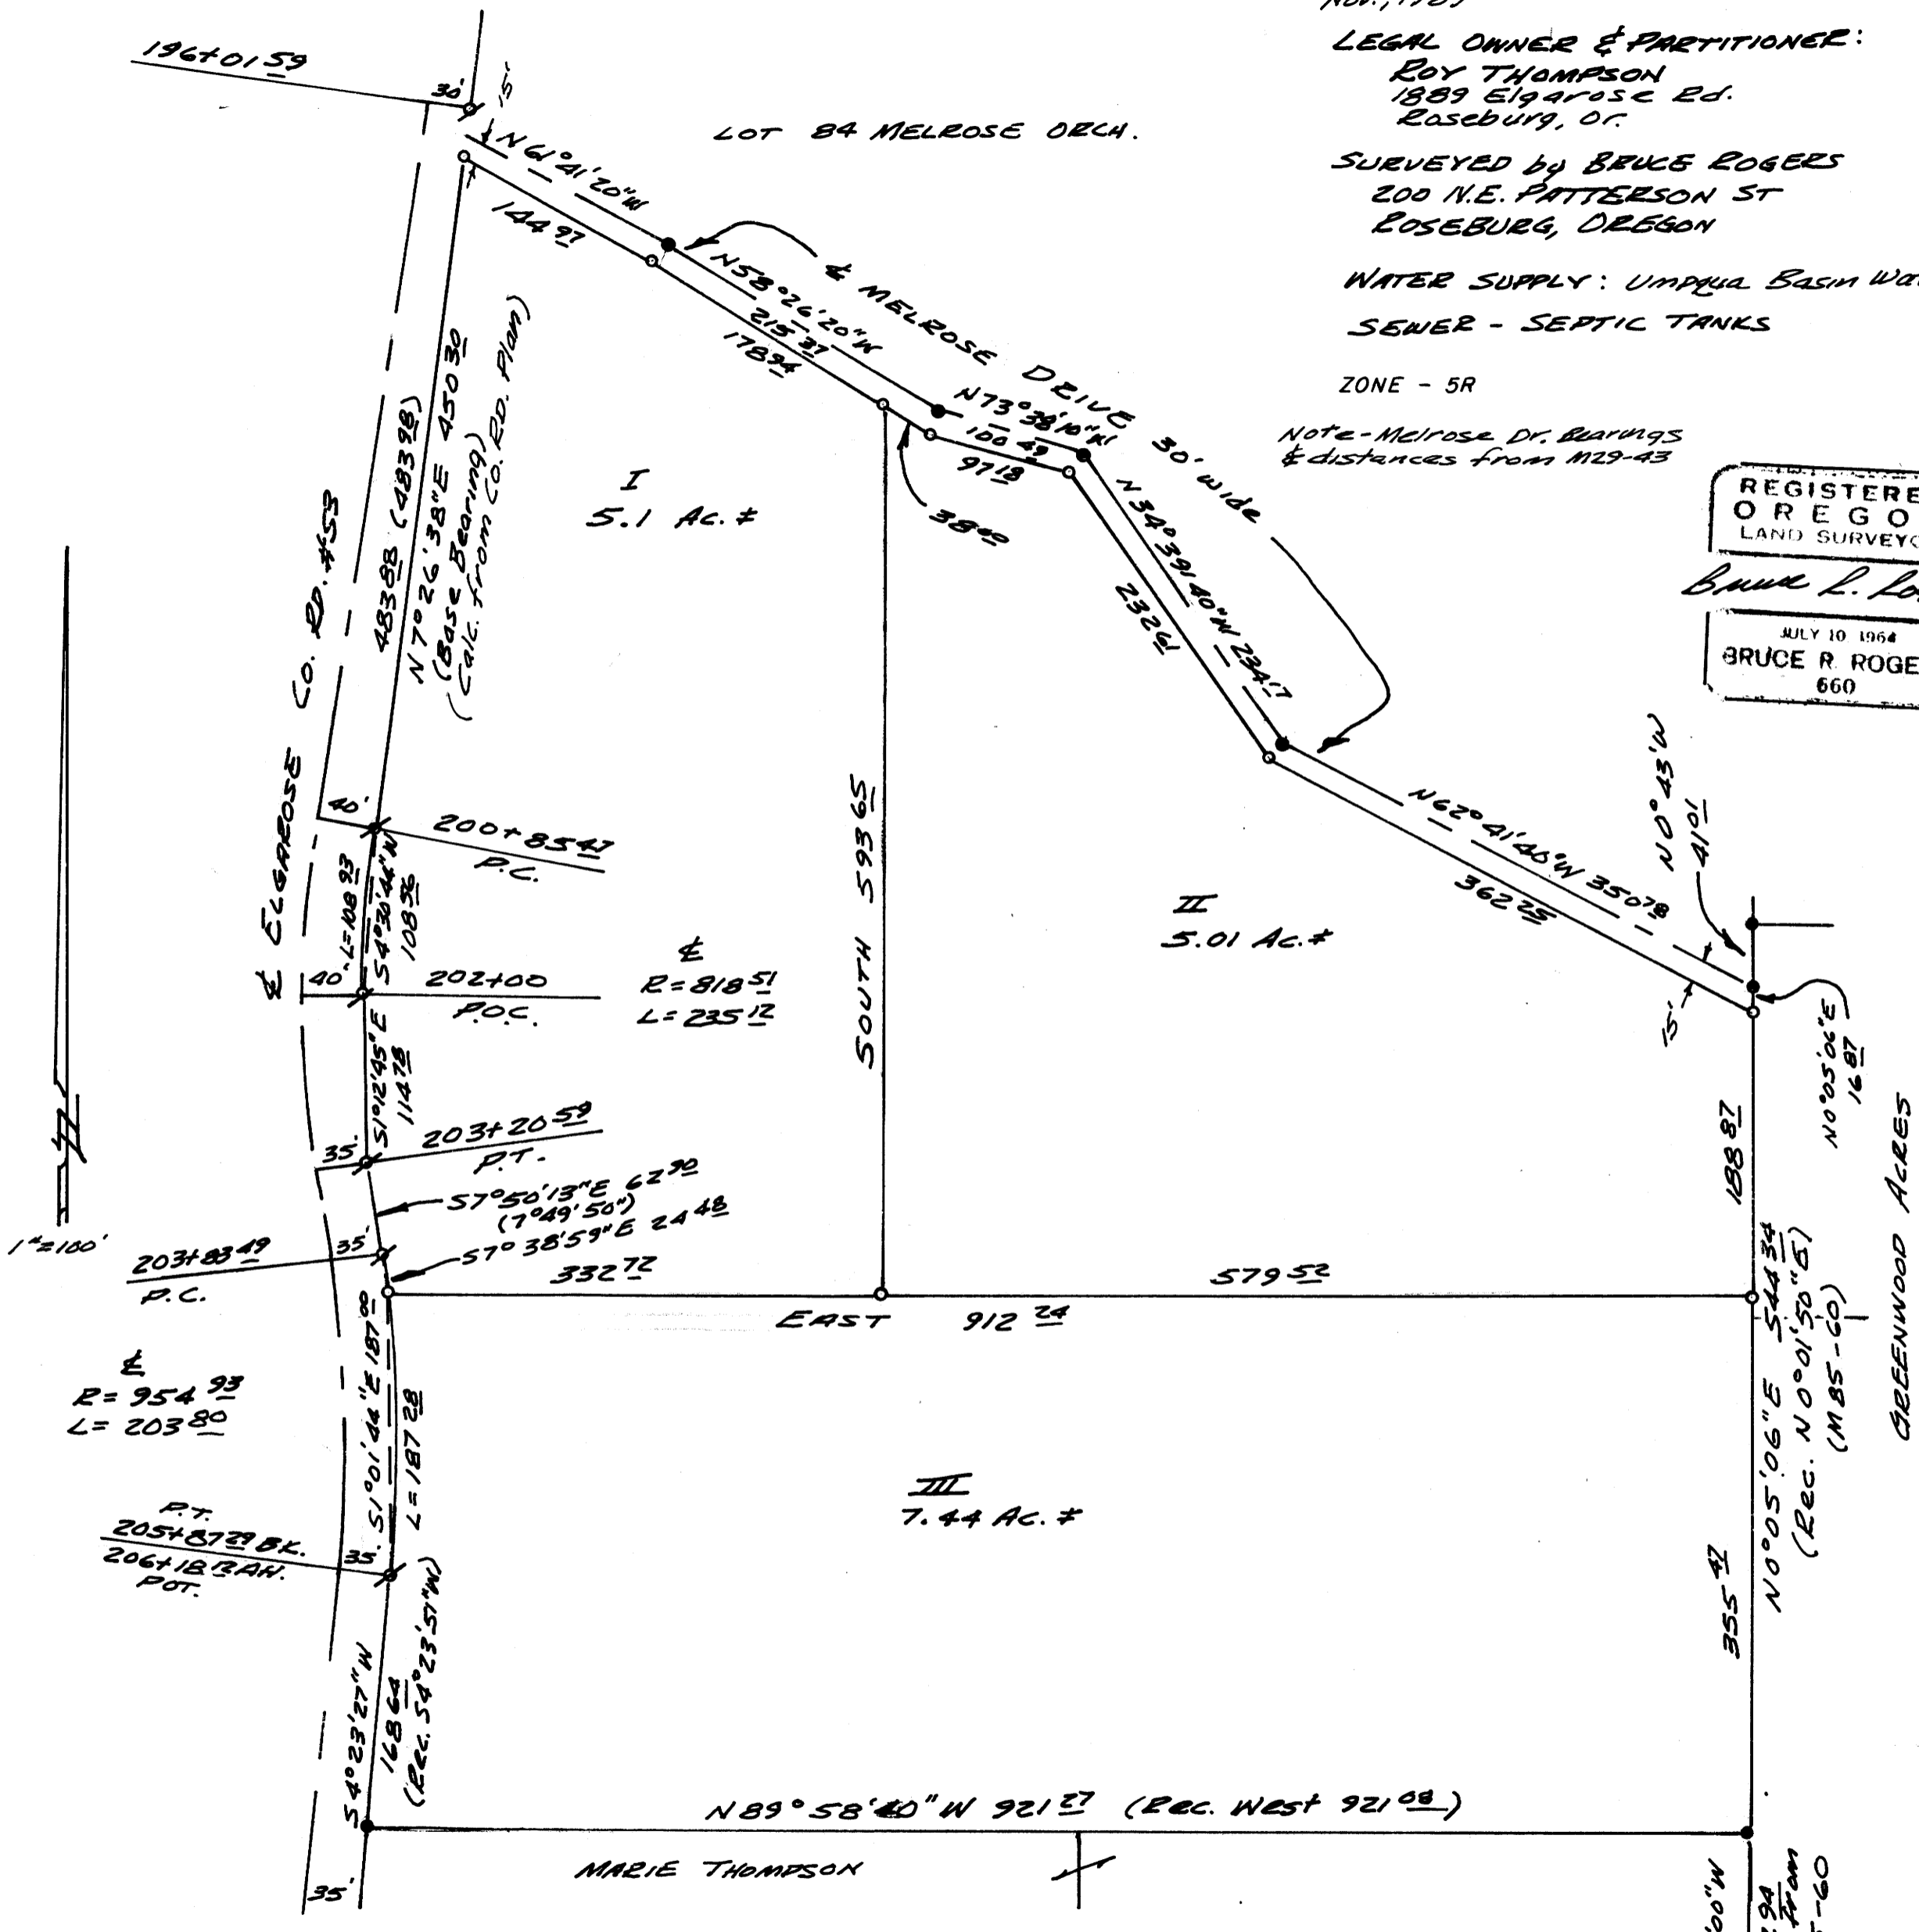 LEGAL OWNER & PARTITIONER:
ROY THOMPSON
1889 Elgarose Rd.
Roseburg, Or.
SURVEYED by BRUCE ROGERS
200 N.E. PATTERSON ST
ROSEBURG, OREGON
WATER SUPPLY: Umpqua Basin Wat
SEWER - SEPTIC TANKS
ZONE - 5R
Note-Melrose Dr. Bearings
& distances from M29-43
REGISTERE
OREGO
LAND SURVEYO
JULY 10 1964
BRUCE R. ROGE
660
196+01 59
30'
15'
LOT 84 MELROSE ORCH.
N 61°41'20"W
144 97
N58°26'20"W
215 37
178 94
℄ MELROSE DRIVE 30' wide
N73°38'10"W
100 49
97 18
38 00
N 34°39'40"W 234 17
232 61
N62°41'40"W 350 78
362 25
N0°43'W
41 01
15'
N0°05'06"E
16 87
I
5.1 Ac.±
483 88 (483 98)
N7°26'38"E 450 30
(Base Bearing)
(Calc. from Co. RD. Plan)
℄ ELGAROSE CO. RD. #53
40'
200+85 47
P.C.
L=108 93
S4°30'44"W
108 56
40'
202+00
P.O.C.
℄
R=818 51
L=235 12
S1°12'45"E
114 78
35'
203+20 59
P.T.
S7°50'13"E 62 90
(7°49'50")
S7°38'59"E 24 48
35'
203+83 49
P.C.
1"=100'
SOUTH 593 65
II
5.01 Ac.±
188 87
332 72
579 52
EAST 912 24
N0°05'06"E 544 34
(Rec. N0°01'50"E)
(M85-60)
GREENWOOD ACRES
℄
R= 954 93
L= 203 80
S1°01'44"E 187 00
L=187 28
P.T.
205+87 29 BK.
206+18 12 AH.
POT.
35'
III
7.44 Ac.±
355 47
S4°23'27"W
168 64
(Rec. S4°23'51"W)
N89°58'40"W 921 27 (Rec. West 921 08)
MARIE THOMPSON
35'
00"W
94
from
-60